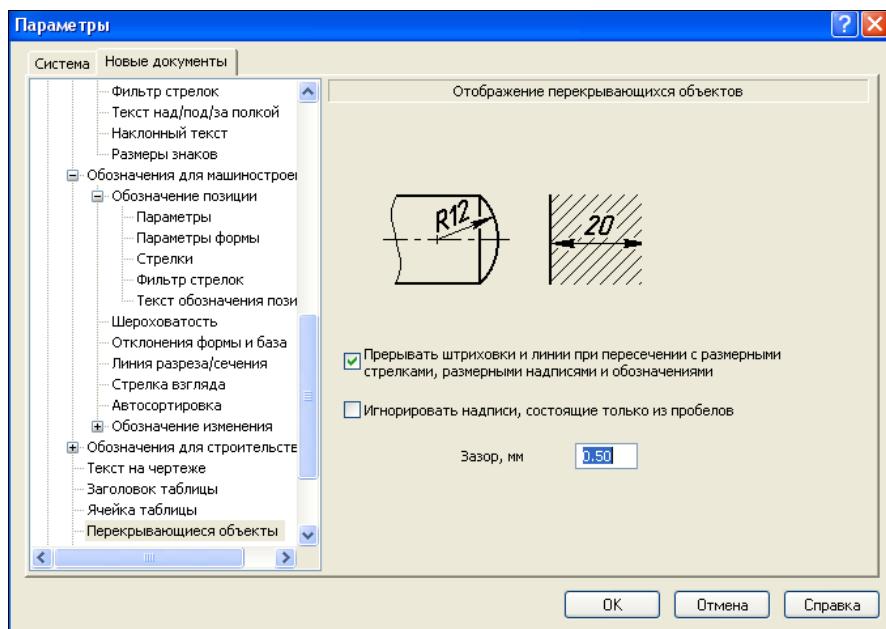 Параметры
Система
Новые документы
Фильтр стрелок
Текст над/под/за полкой
Наклонный текст
Размеры знаков
Обозначения для машинострое
Обозначение позиции
Параметры
Параметры формы
Стрелки
Фильтр стрелок
Текст обозначения пози
Шероховатость
Отклонения формы и база
Линия разреза/сечения
Стрелка взгляда
Автосортировка
Обозначение изменения
Обозначения для строительств
Текст на чертеже
Заголовок таблицы
Ячейка таблицы
Перекрывающиеся объекты
Отображение перекрывающихся объектов
R12
20
Прерывать штриховки и линии при пересечении с размерными
стрелками, размерными надписями и обозначениями
Игнорировать надписи, состоящие только из пробелов
Зазор, мм
0.50
OK
Отмена
Справка